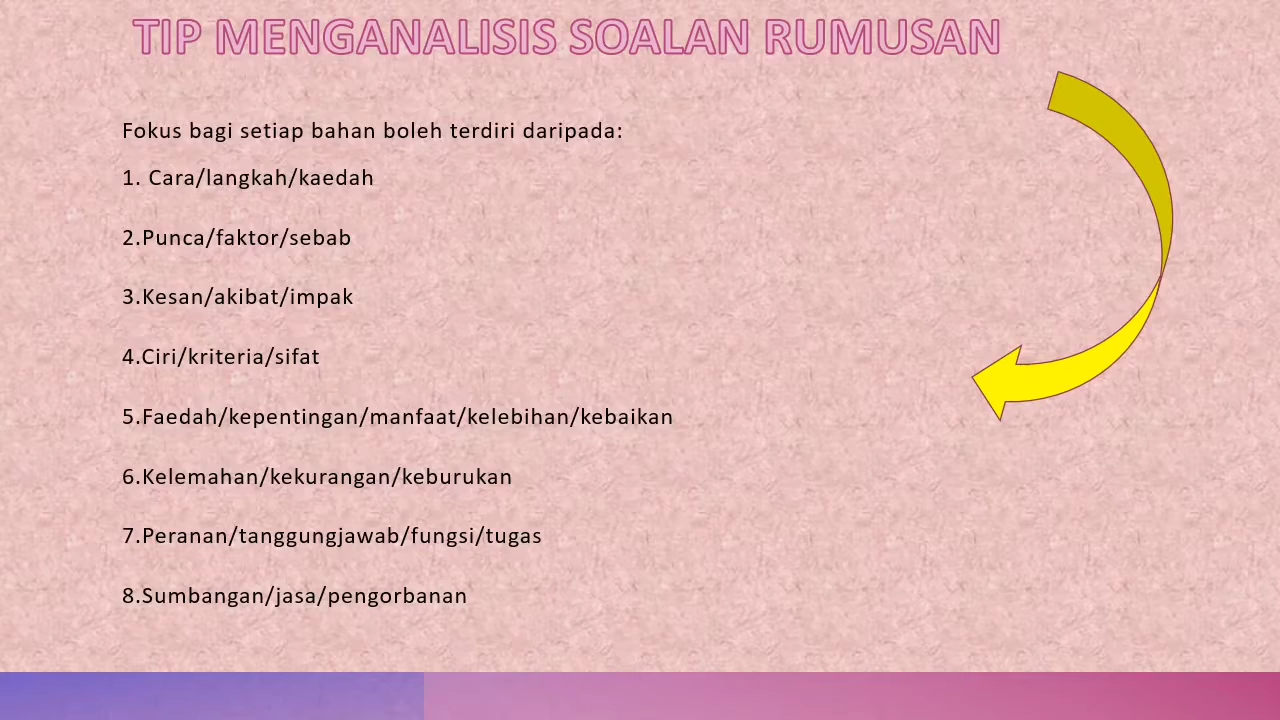 TIP MENGANALISIS SOALAN RUMUSAN
Fokus bagi setiap bahan boleh terdiri daripada:
1. Cara/langkah/kaedah
2.Punca/faktor/sebab
3.Kesan/akibat/impak
4.Ciri/kriteria/sifat
5.Faedah/kepentingan/manfaat/kelebihan/kebaikan
6.Kelemahan/kekurangan/keburukan
7.Peranan/tanggungjawab/fungsi/tugas
8.Sumbangan/jasa/pengorbanan